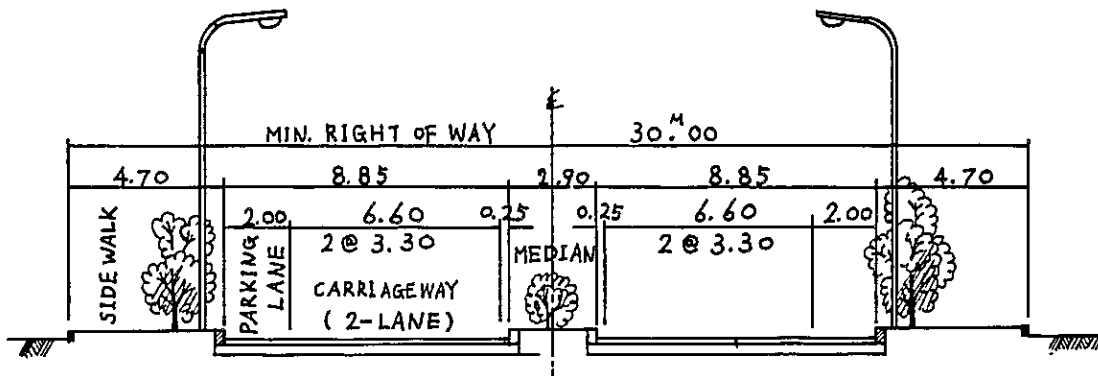 ℄
MIN. RIGHT OF WAY 30.ᴹ00
4.70 8.85 2.90 8.85 4.70
2.00 6.60 0.25 0.25 6.60 2.00
2 @ 3.30 MEDIAN 2 @ 3.30
SIDEWALK
PARKING
LANE
CARRIAGEWAY
( 2-LANE )